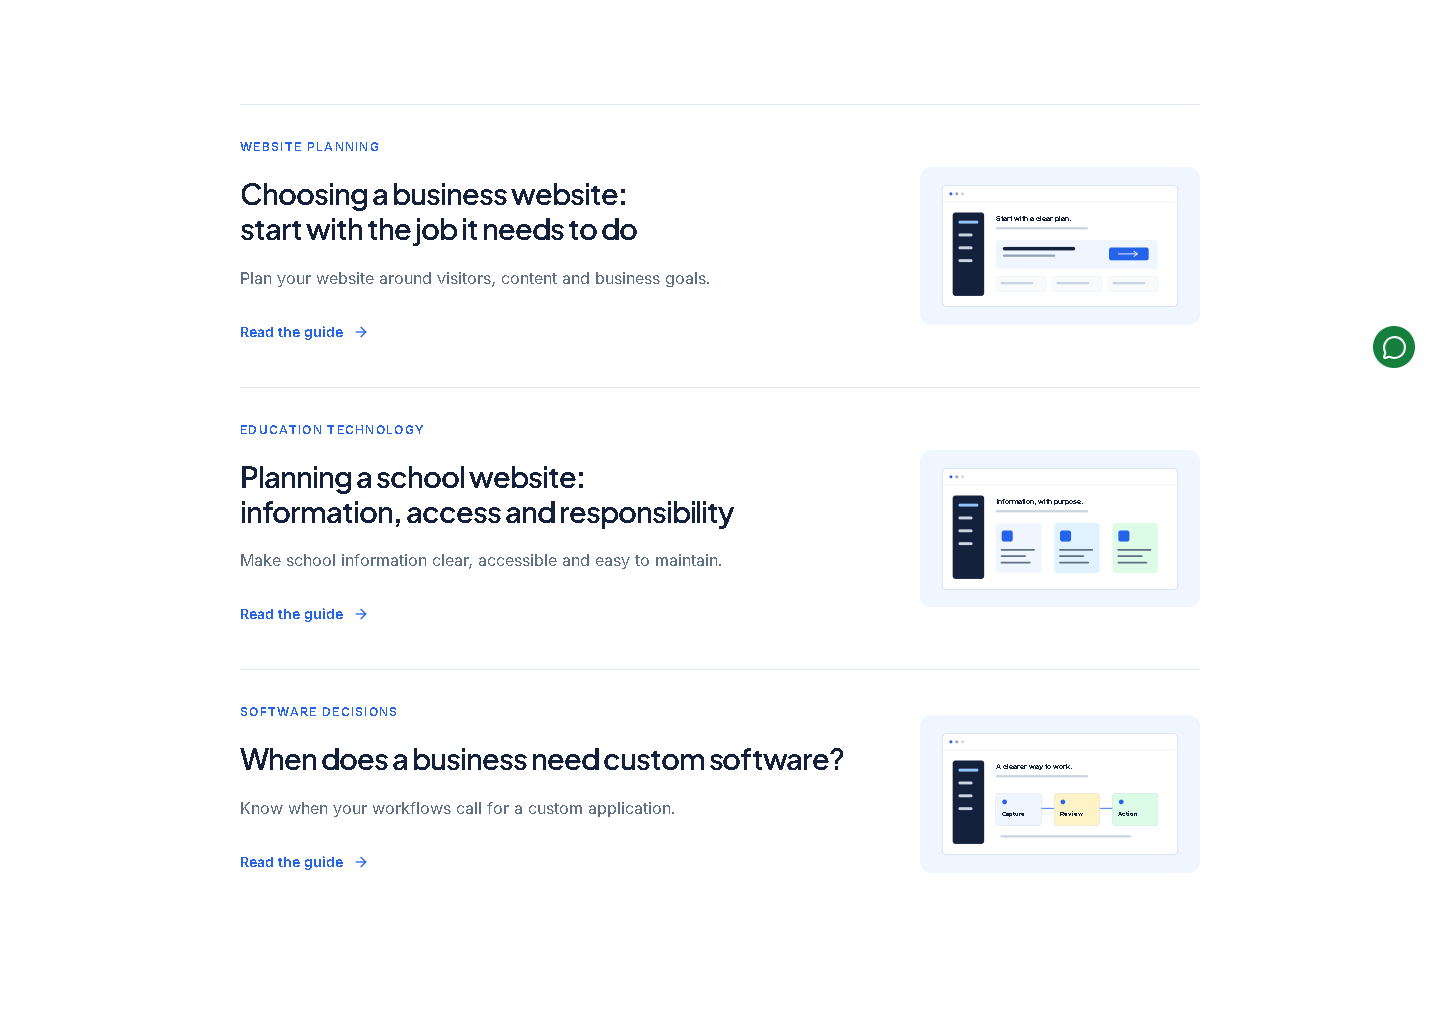 WEBSITE PLANNING
Choosing a business website:
start with the job it needs to do
Plan your website around visitors, content and business goals.
Read the guide
Start with a clear plan.
EDUCATION TECHNOLOGY
Planning a school website:
information, access and responsibility
Make school information clear, accessible and easy to maintain.
Read the guide
Information, with purpose.
SOFTWARE DECISIONS
When does a business need custom software?
Know when your workflows call for a custom application.
Read the guide
A clearer way to work.
Capture
Review
Action